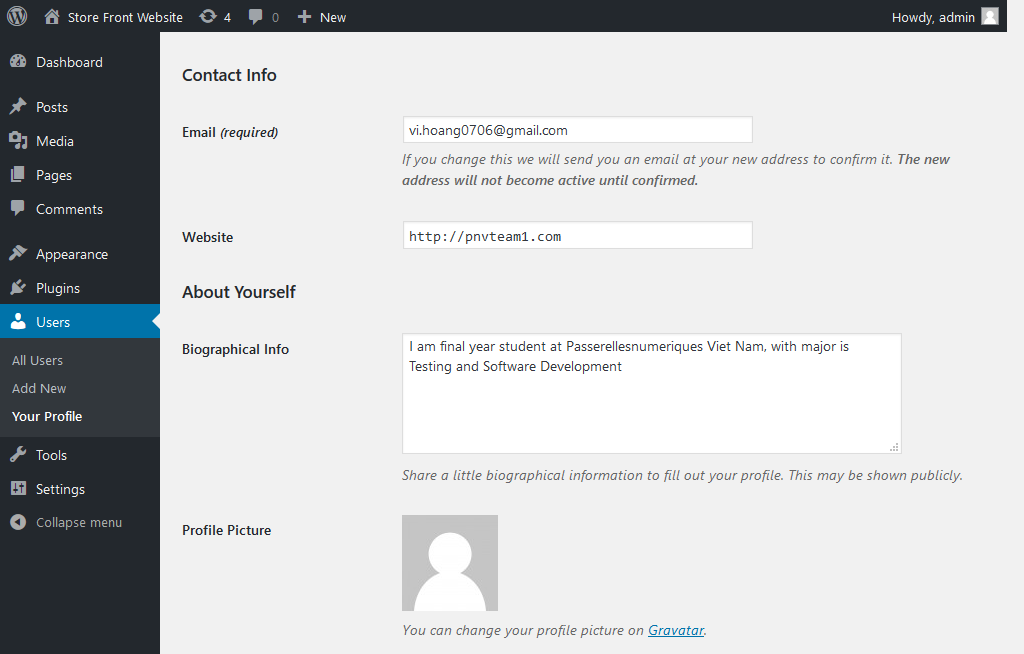 Store Front Website 4 0 New Howdy, admin
Dashboard
Posts
Media
Pages
Comments
Appearance
Plugins
Users
All Users
Add New
Your Profile
Tools
Settings
Collapse menu
Contact Info
Email (required) vi.hoang0706@gmail.com
If you change this we will send you an email at your new address to confirm it. The new
address will not become active until confirmed.
Website http://pnvteam1.com
About Yourself
Biographical Info I am final year student at Passerellesnumeriques Viet Nam, with major is
Testing and Software Development
Share a little biographical information to fill out your profile. This may be shown publicly.
Profile Picture
You can change your profile picture on Gravatar.